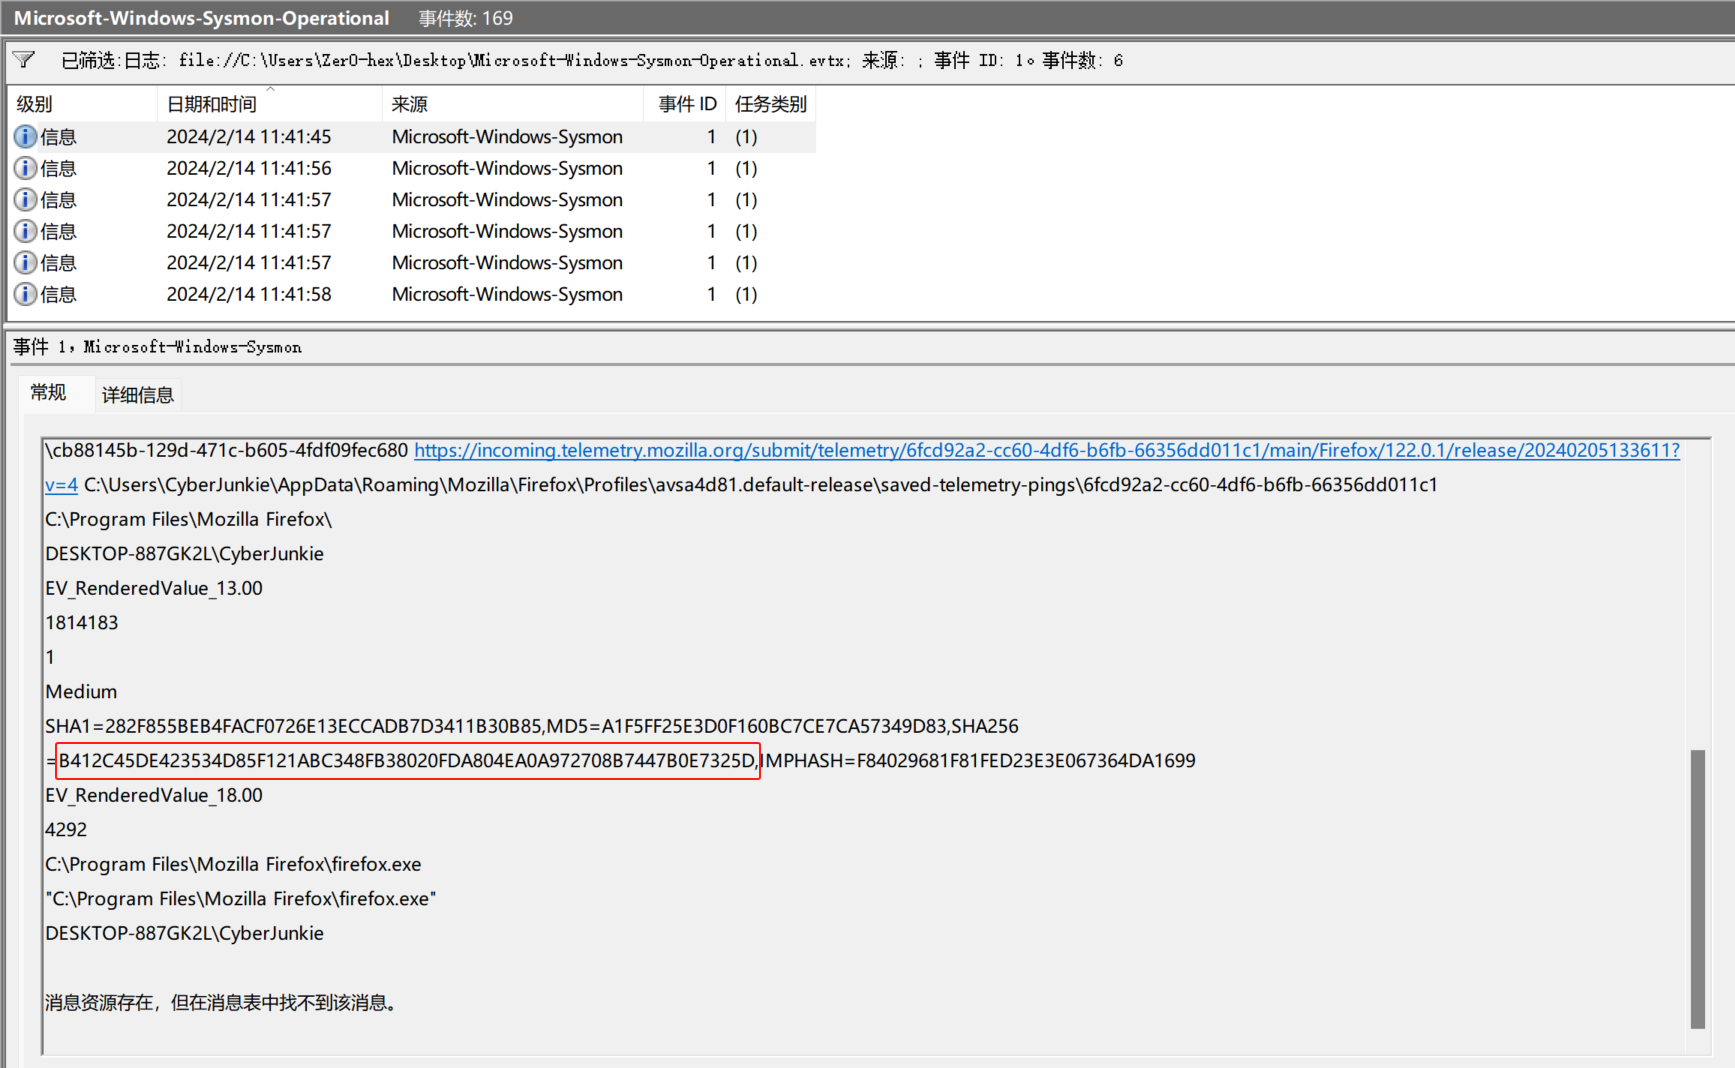 Microsoft-Windows-Sysmon-Operational 事件数: 169
已筛选:日志: file://C:\Users\ZerO-hex\Desktop\Microsoft-Windows-Sysmon-Operational.evtx; 来源: ; 事件 ID: 1。事件数: 6
级别 日期和时间 来源 事件 ID 任务类别
信息 2024/2/14 11:41:45 Microsoft-Windows-Sysmon 1 (1)
信息 2024/2/14 11:41:56 Microsoft-Windows-Sysmon 1 (1)
信息 2024/2/14 11:41:57 Microsoft-Windows-Sysmon 1 (1)
信息 2024/2/14 11:41:57 Microsoft-Windows-Sysmon 1 (1)
信息 2024/2/14 11:41:57 Microsoft-Windows-Sysmon 1 (1)
信息 2024/2/14 11:41:58 Microsoft-Windows-Sysmon 1 (1)
事件 1，Microsoft-Windows-Sysmon
常规 详细信息
\cb88145b-129d-471c-b605-4fdf09fec680 https://incoming.telemetry.mozilla.org/submit/telemetry/6fcd92a2-cc60-4df6-b6fb-66356dd011c1/main/Firefox/122.0.1/release/20240205133611?
v=4 C:\Users\CyberJunkie\AppData\Roaming\Mozilla\Firefox\Profiles\avsa4d81.default-release\saved-telemetry-pings\6fcd92a2-cc60-4df6-b6fb-66356dd011c1
C:\Program Files\Mozilla Firefox\
DESKTOP-887GK2L\CyberJunkie
EV_RenderedValue_13.00
1814183
1
Medium
SHA1=282F855BEB4FACF0726E13ECCADB7D3411B30B85,MD5=A1F5FF25E3D0F160BC7CE7CA57349D83,SHA256
=B412C45DE423534D85F121ABC348FB38020FDA804EA0A972708B7447B0E7325D,IMPHASH=F84029681F81FED23E3E067364DA1699
EV_RenderedValue_18.00
4292
C:\Program Files\Mozilla Firefox\firefox.exe
"C:\Program Files\Mozilla Firefox\firefox.exe"
DESKTOP-887GK2L\CyberJunkie
消息资源存在，但在消息表中找不到该消息。